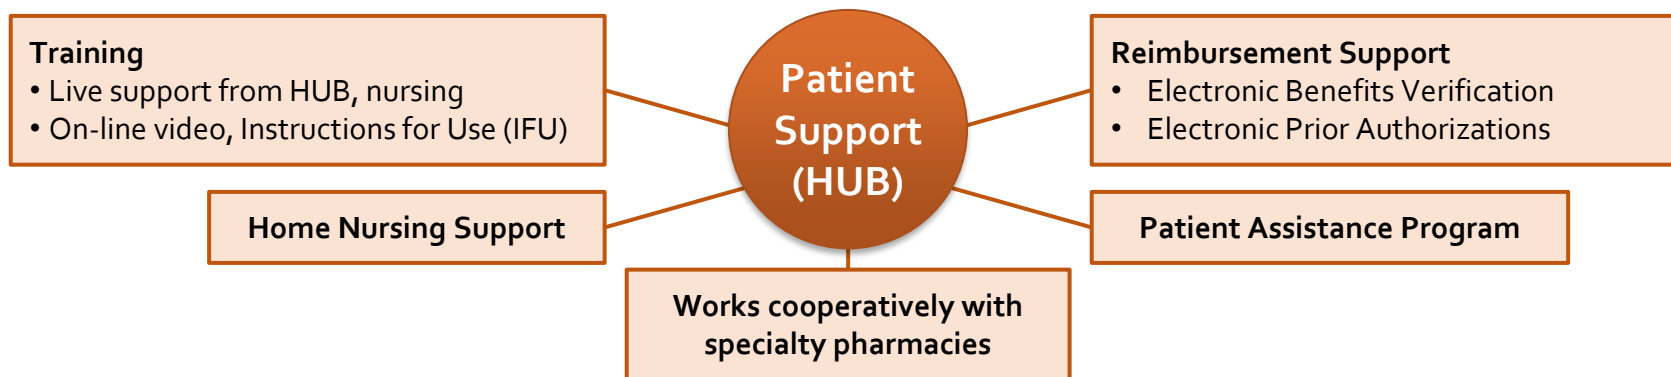 Training
• Live support from HUB, nursing
• On-line video, Instructions for Use (IFU)
Patient
Support
(HUB)
Reimbursement Support
• Electronic Benefits Verification
• Electronic Prior Authorizations
Home Nursing Support
Patient Assistance Program
Works cooperatively with
specialty pharmacies